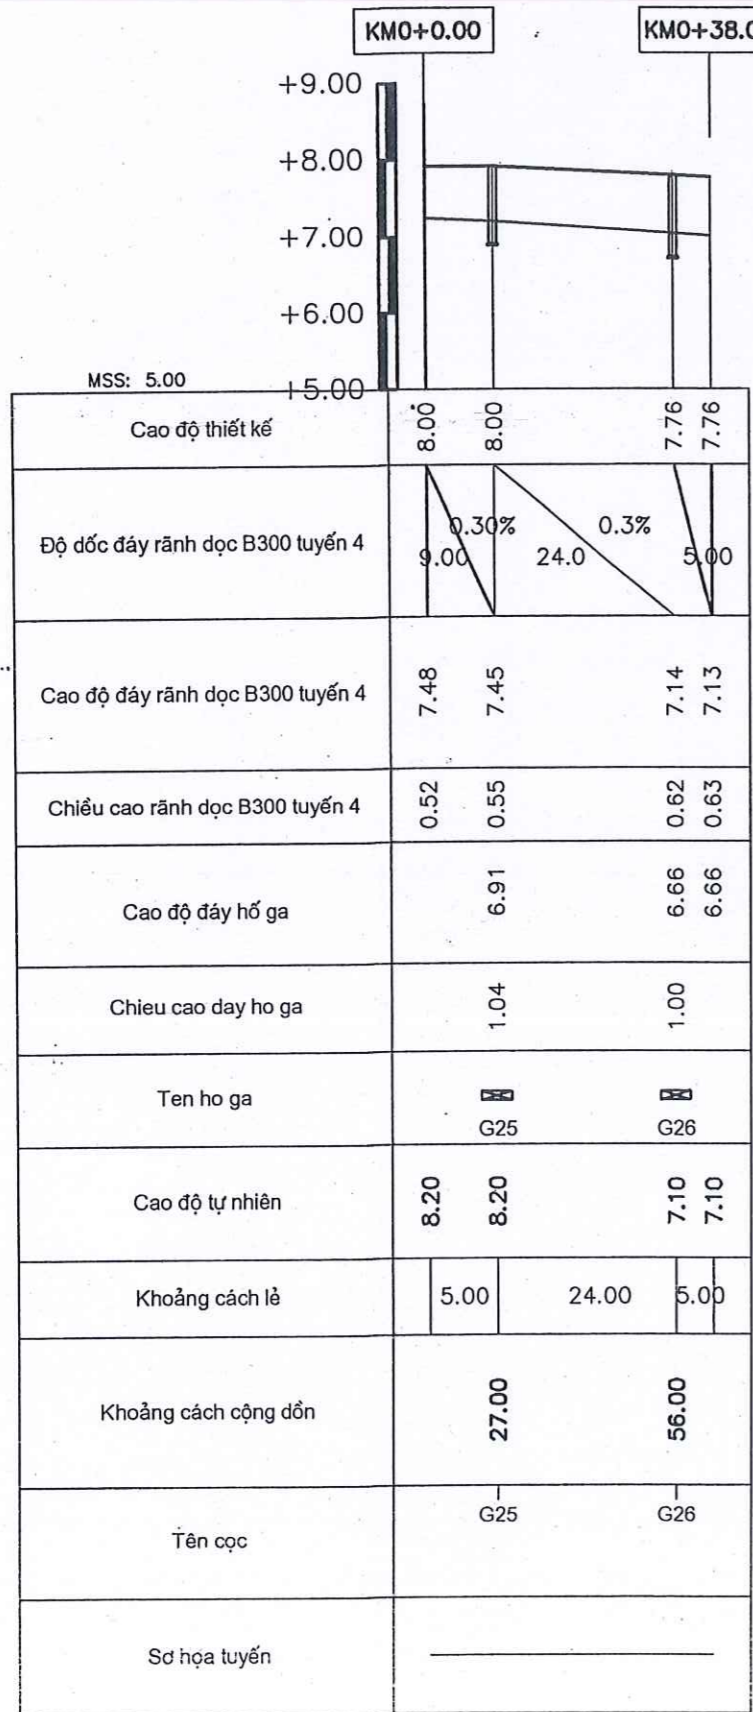 KM0+0.00 KM0+38.0
+9.00
+8.00
+7.00
+6.00
+5.00
MSS: 5.00
Cao độ thiết kế 8.00 8.00 7.76 7.76
Độ dốc đáy rãnh dọc B300 tuyến 4 0.30% 9.00 0.3% 24.0 5.00
Cao độ đáy rãnh dọc B300 tuyến 4 7.48 7.45 7.14 7.13
Chiều cao rãnh dọc B300 tuyến 4 0.52 0.55 0.62 0.63
Cao độ đáy hố ga 6.91 6.66 6.66
Chieu cao day ho ga 1.04 1.00
Ten ho ga G25 G26
Cao độ tự nhiên 8.20 8.20 7.10 7.10
Khoảng cách lẻ 5.00 24.00 5.00
Khoảng cách cộng dồn 27.00 56.00
Tên cọc G25 G26
Sơ họa tuyến